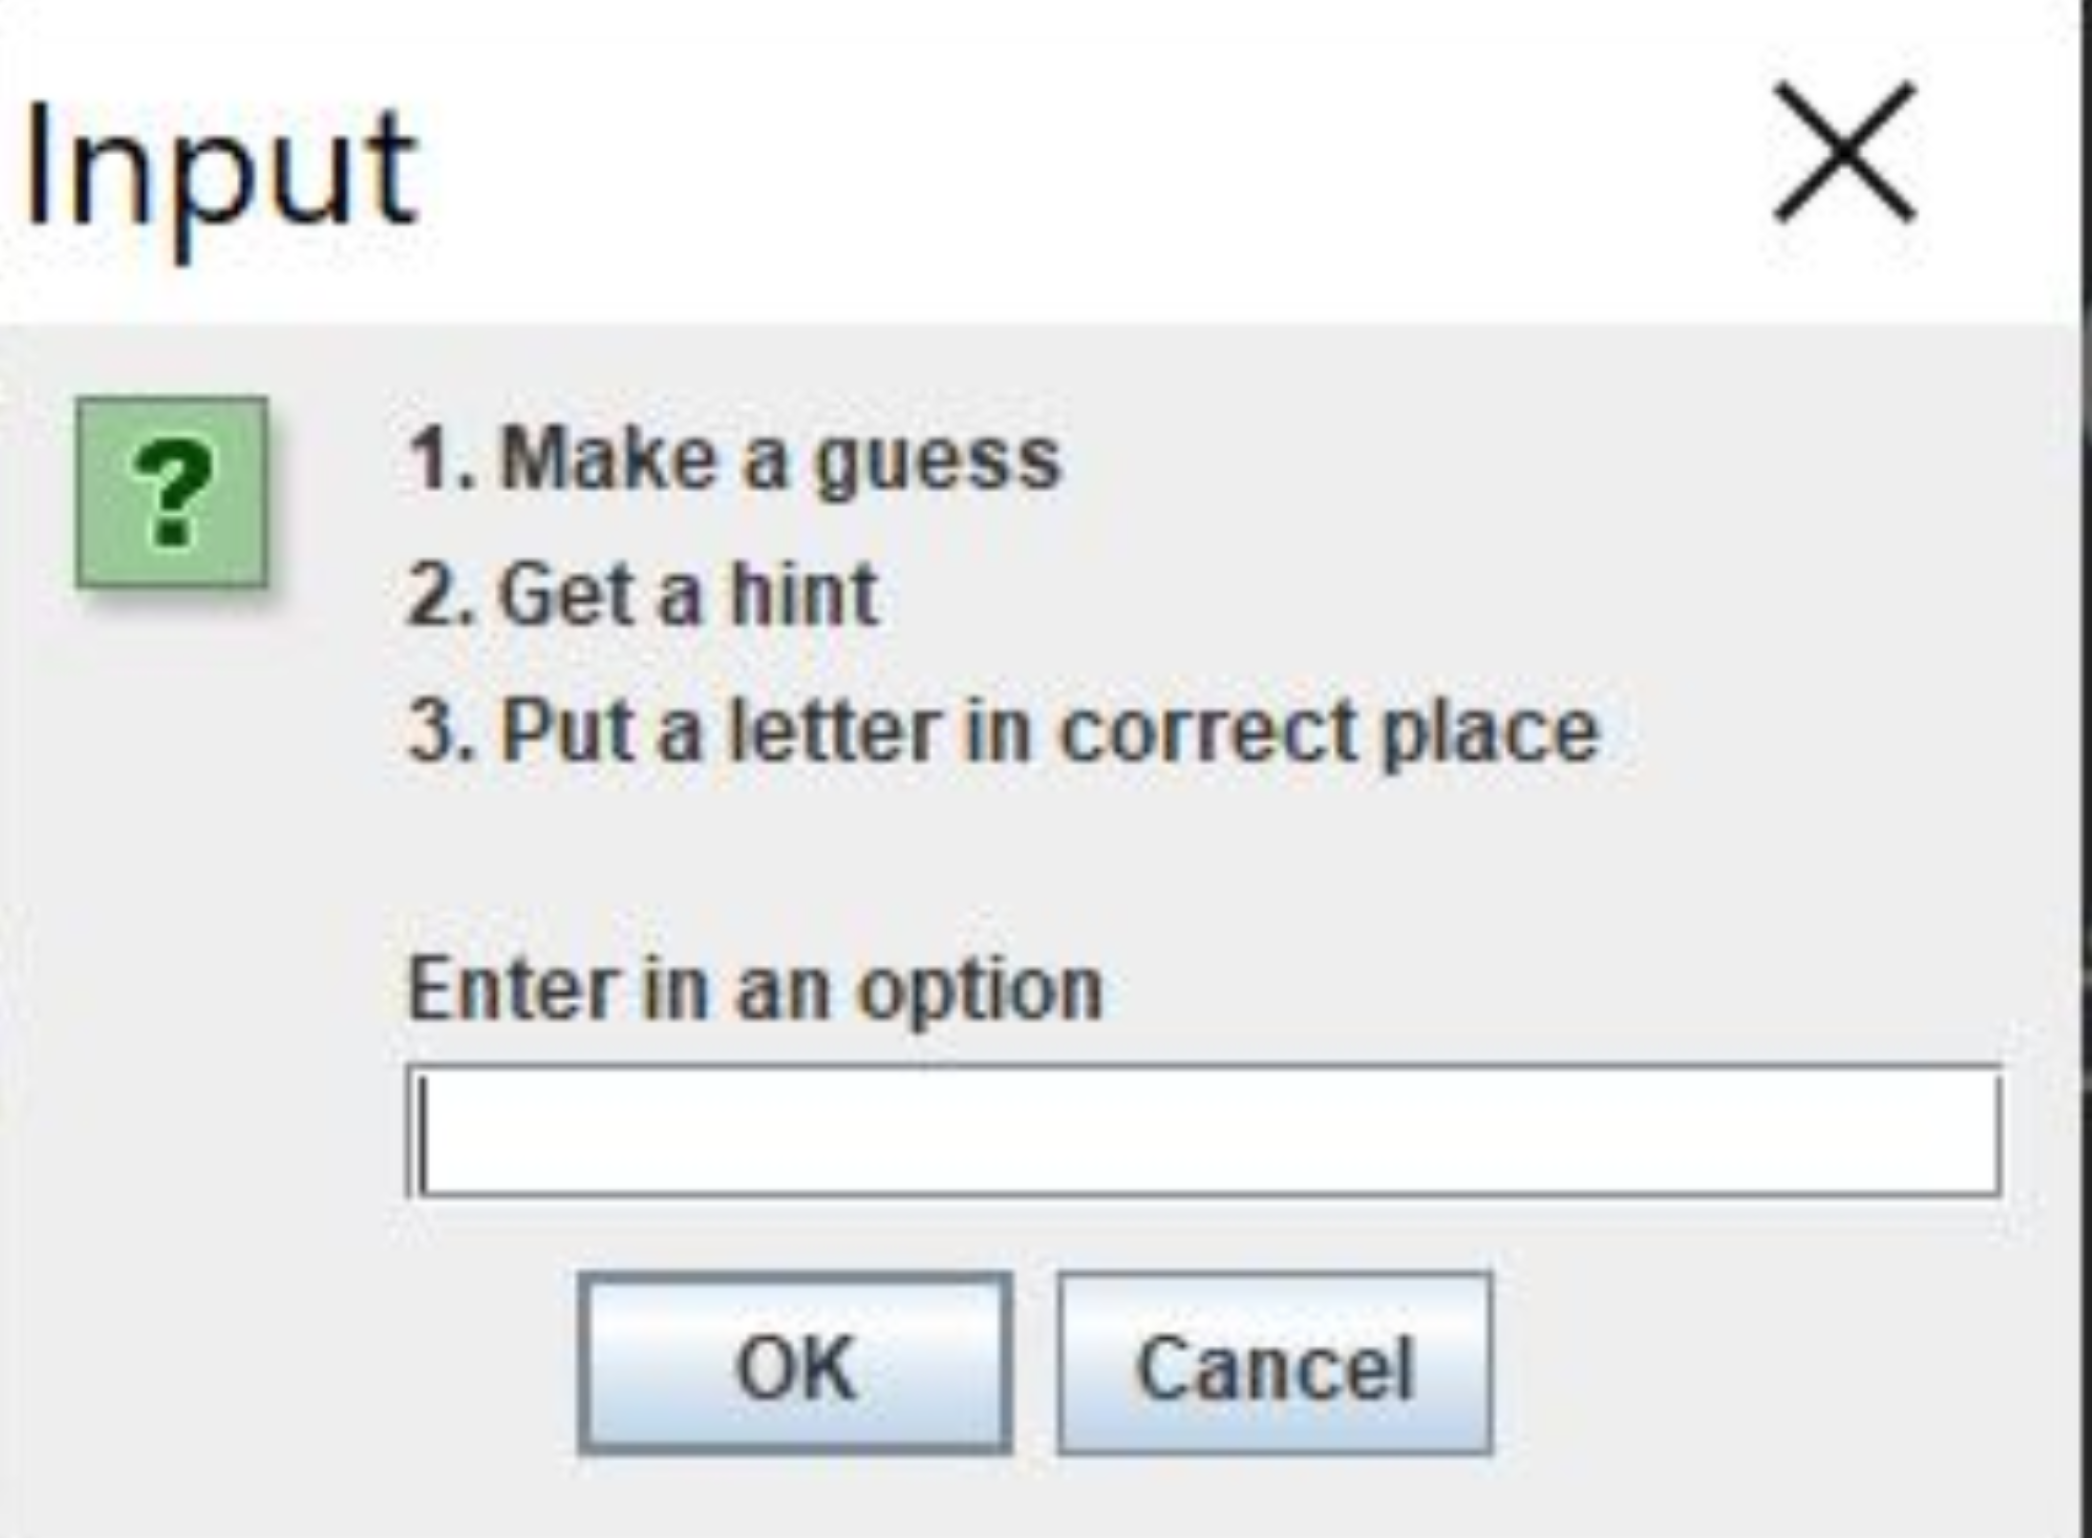 Input
?
1. Make a guess
2. Get a hint
3. Put a letter in correct place
Enter in an option
OK
Cancel